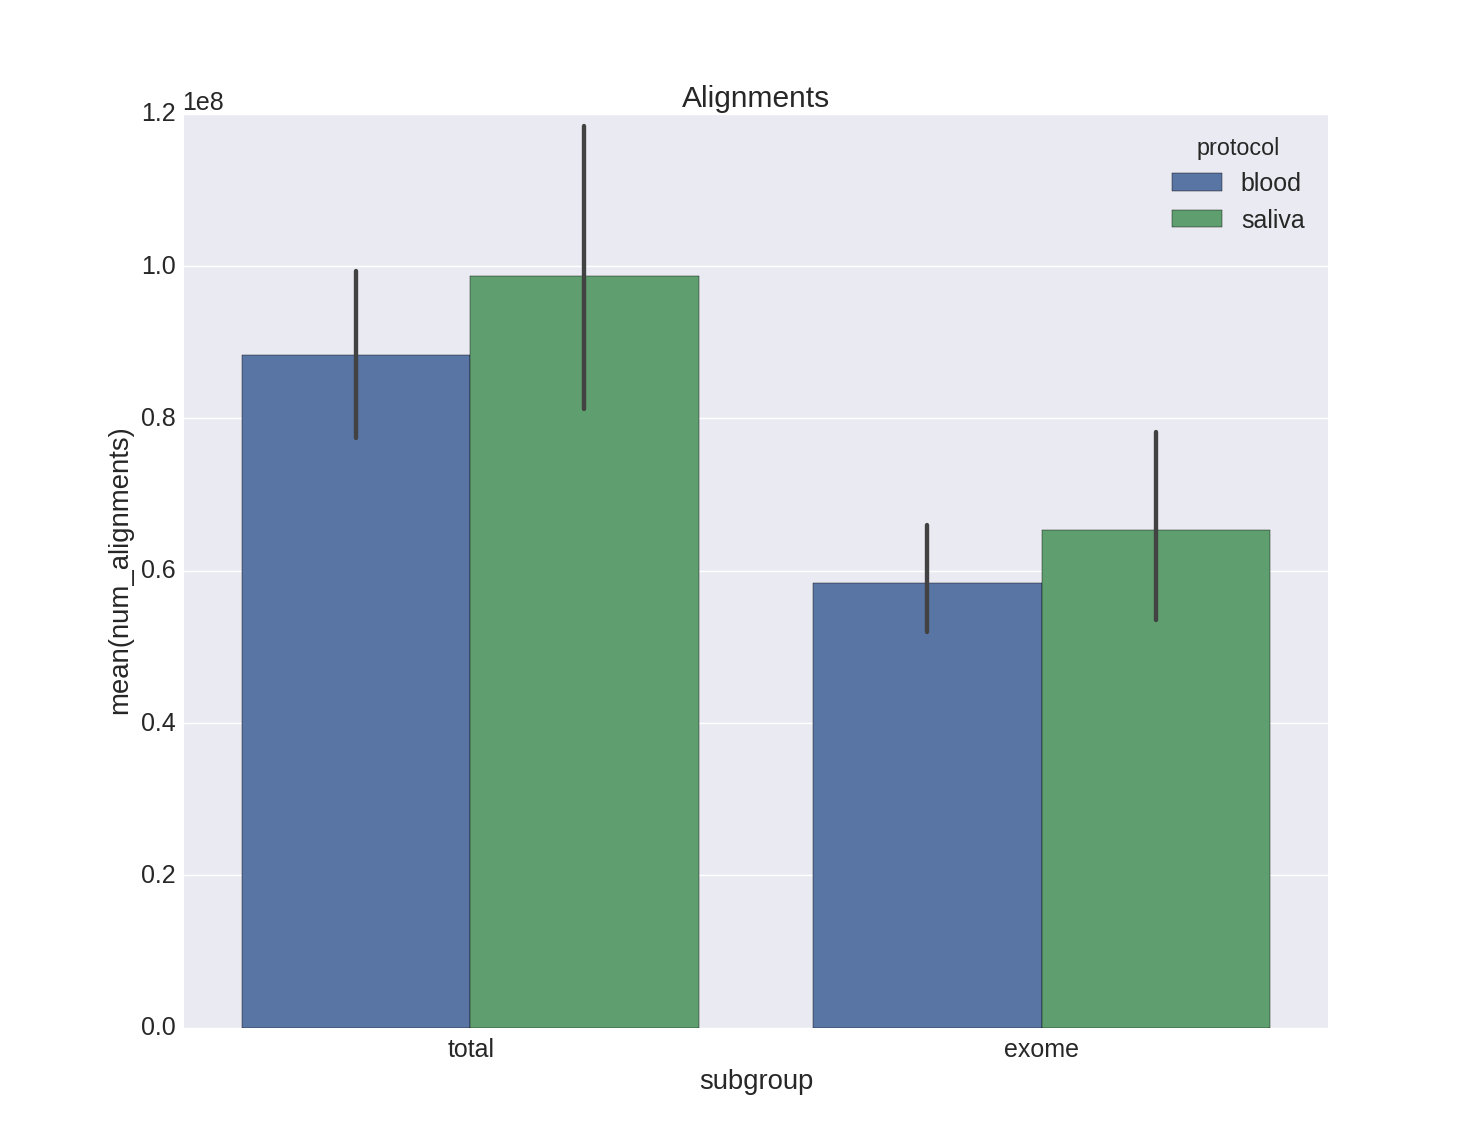 Alignments
1e8
1.2
1.0
0.8
0.6
0.4
0.2
0.0
mean(num_alignments)
protocol
blood
saliva
total
exome
subgroup